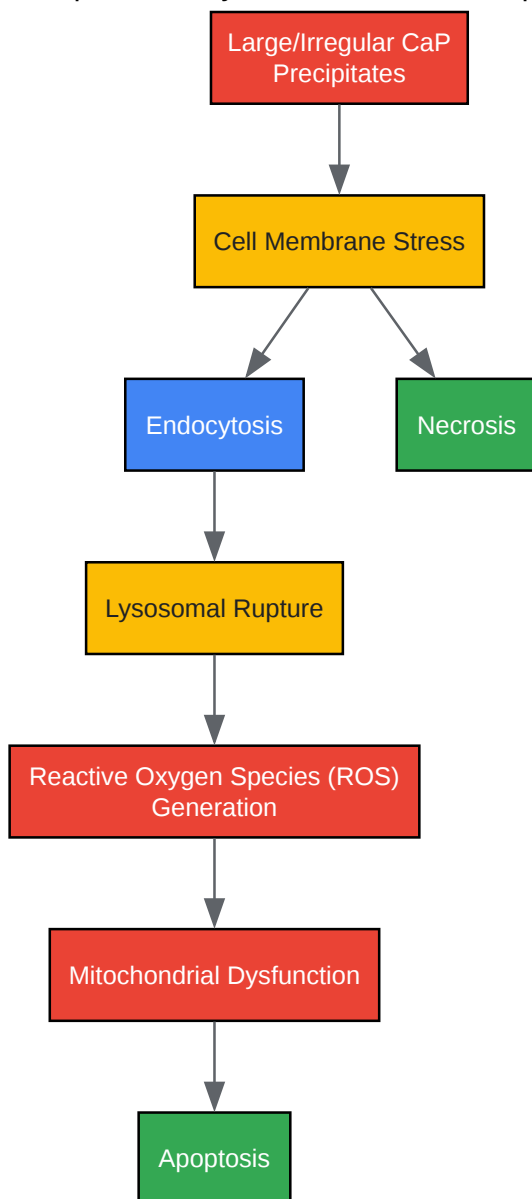 Large/Irregular CaP
Precipitates
Cell Membrane Stress
Endocytosis
Necrosis
Lysosomal Rupture
Reactive Oxygen Species (ROS)
Generation
Mitochondrial Dysfunction
Apoptosis